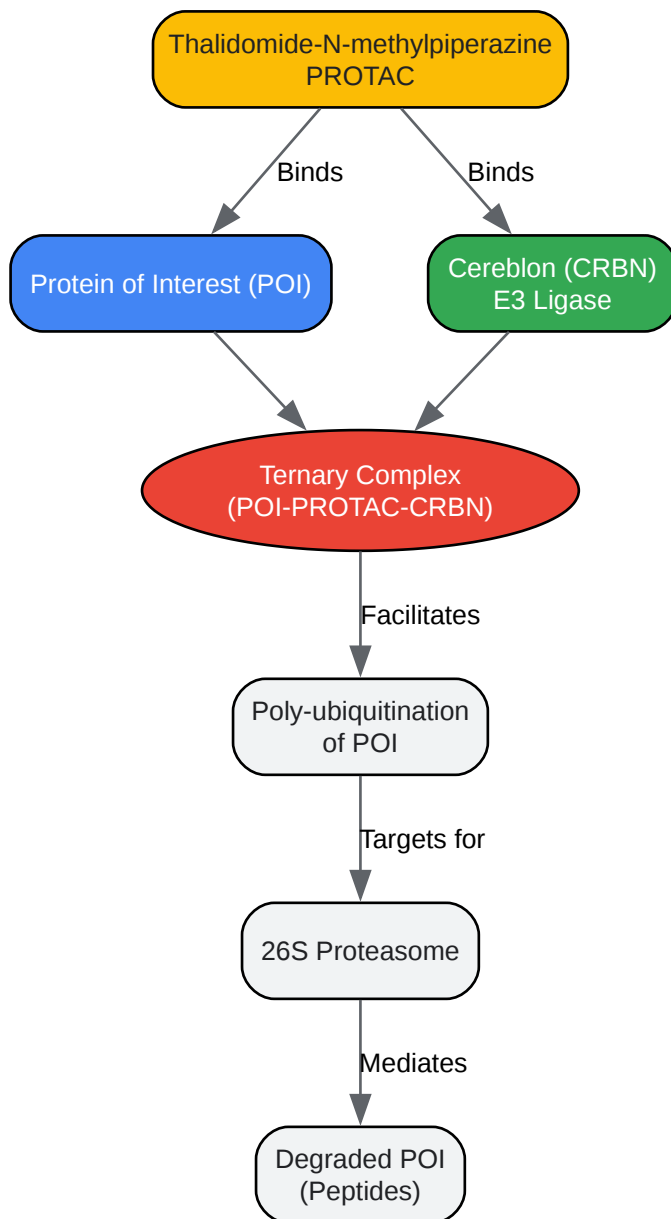 Thalidomide-N-methylpiperazine
PROTAC
Binds
Binds
Protein of Interest (POI)
Cereblon (CRBN)
E3 Ligase
Ternary Complex
(POI-PROTAC-CRBN)
Facilitates
Poly-ubiquitination
of POI
Targets for
26S Proteasome
Mediates
Degraded POI
(Peptides)